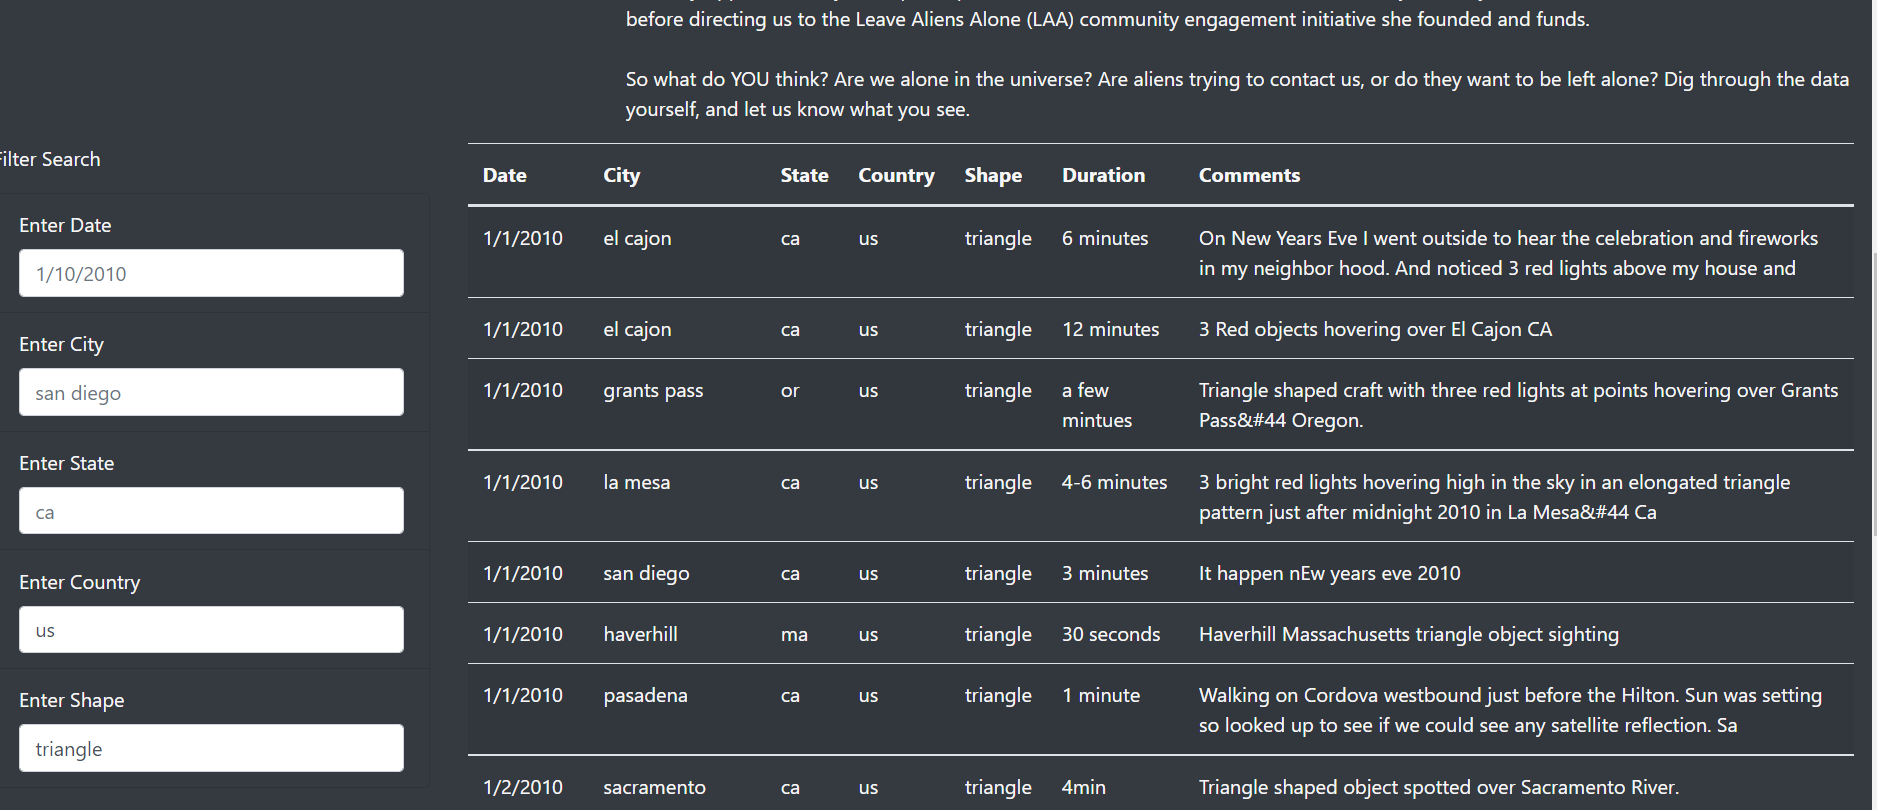 before directing us to the Leave Aliens Alone (LAA) community engagement initiative she founded and funds.
So what do YOU think? Are we alone in the universe? Are aliens trying to contact us, or do they want to be left alone? Dig through the data
yourself, and let us know what you see.
Filter Search
Enter Date
1/10/2010
Enter City
san diego
Enter State
ca
Enter Country
us
Enter Shape
triangle
Date City State Country Shape Duration Comments
1/1/2010 el cajon ca us triangle 6 minutes On New Years Eve I went outside to hear the celebration and fireworks
in my neighbor hood. And noticed 3 red lights above my house and
1/1/2010 el cajon ca us triangle 12 minutes 3 Red objects hovering over El Cajon CA
1/1/2010 grants pass or us triangle a few Triangle shaped craft with three red lights at points hovering over Grants
mintues Pass&#44 Oregon.
1/1/2010 la mesa ca us triangle 4-6 minutes 3 bright red lights hovering high in the sky in an elongated triangle
pattern just after midnight 2010 in La Mesa&#44 Ca
1/1/2010 san diego ca us triangle 3 minutes It happen nEw years eve 2010
1/1/2010 haverhill ma us triangle 30 seconds Haverhill Massachusetts triangle object sighting
1/1/2010 pasadena ca us triangle 1 minute Walking on Cordova westbound just before the Hilton. Sun was setting
so looked up to see if we could see any satellite reflection. Sa
1/2/2010 sacramento ca us triangle 4min Triangle shaped object spotted over Sacramento River.